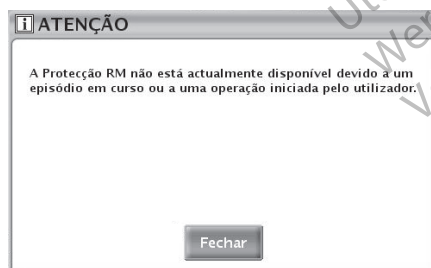 i ATENÇÃO
A Protecção RM não está actualmente disponível devido a um
episódio em curso ou a uma operação iniciada pelo utilizador.
Fechar